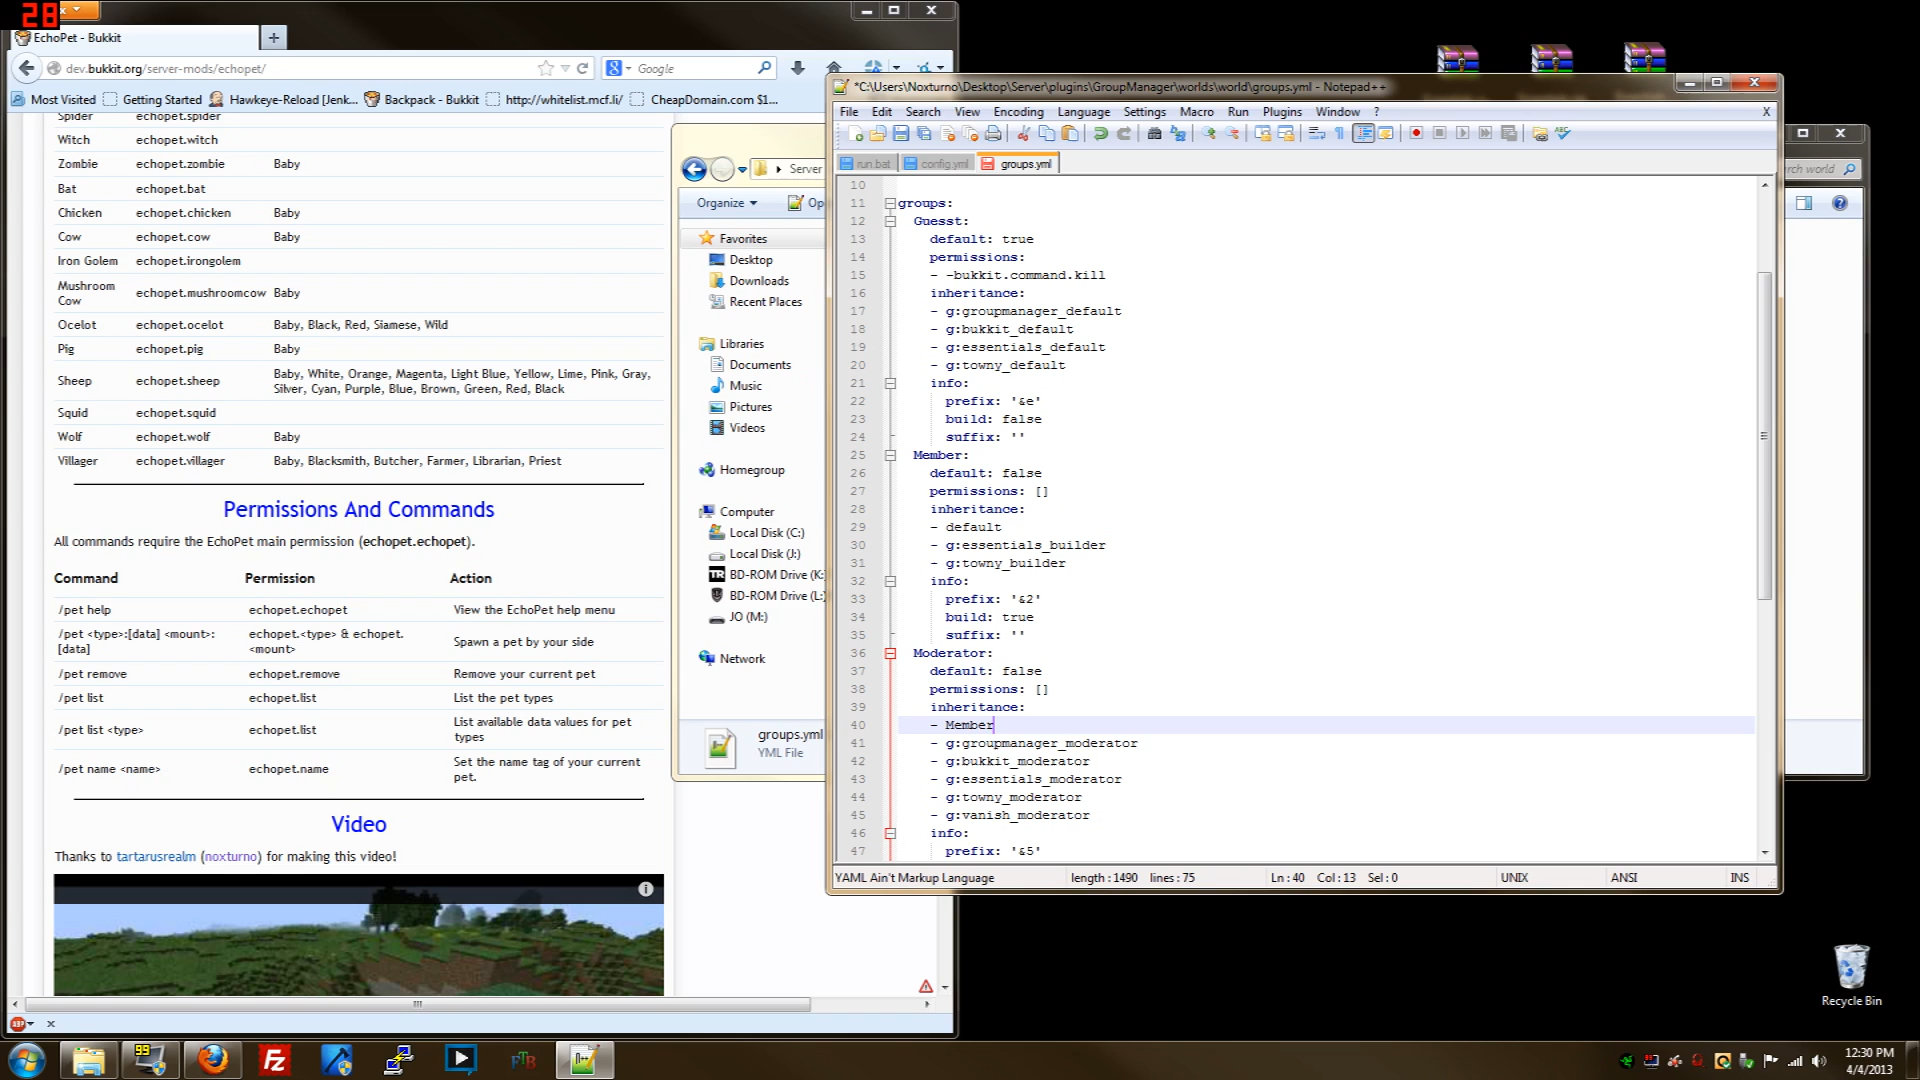 28
EchoPet - Bukkit
dev.bukkit.org/server-mods/echopet/
Google
Most Visited Getting Started Hawkeye-Reload [Jenk... Backpack - Bukkit http://whitelist.mcf.li/ CheapDomain.com $1...
Spider echopet.spider
Witch echopet.witch
Zombie echopet.zombie Baby
Bat echopet.bat
Chicken echopet.chicken Baby
Cow echopet.cow Baby
Iron Golem echopet.irongolem
Mushroom Cow echopet.mushroomcow Baby
Ocelot echopet.ocelot Baby, Black, Red, Siamese, Wild
Pig echopet.pig Baby
Sheep echopet.sheep Baby, White, Orange, Magenta, Light Blue, Yellow, Lime, Pink, Gray,
Silver, Cyan, Purple, Blue, Brown, Green, Red, Black
Squid echopet.squid
Wolf echopet.wolf Baby
Villager echopet.villager Baby, Blacksmith, Butcher, Farmer, Librarian, Priest
Permissions And Commands
All commands require the EchoPet main permission (echopet.echopet).
Command Permission Action
/pet help echopet.echopet View the EchoPet help menu
/pet <type>:[data] <mount>:[data] echopet.<type> & echopet.<mount> Spawn a pet by your side
/pet remove echopet.remove Remove your current pet
/pet list echopet.list List the pet types
/pet list <type> echopet.list List available data values for pet types
/pet name <name> echopet.name Set the name tag of your current pet.
Video
Thanks to tartarusrealm (noxturno) for making this video!
Server
Organize
Op
Favorites
Desktop
Downloads
Recent Places
Libraries
Documents
Music
Pictures
Videos
Homegroup
Computer
Local Disk (C:)
Local Disk (J:)
BD-ROM Drive (K:)
BD-ROM Drive (L:)
JO (M:)
Network
groups.yml
YML File
*C:\Users\Noxturno\Desktop\Server\plugins\GroupManager\worlds\world\groups.yml - Notepad++
File Edit Search View Encoding Language Settings Macro Run Plugins Window ? X
run.bat config.yml groups.yml
10
11 groups:
12 Guesst:
13 default: true
14 permissions:
15 - -bukkit.command.kill
16 inheritance:
17 - g:groupmanager_default
18 - g:bukkit_default
19 - g:essentials_default
20 - g:towny_default
21 info:
22 prefix: '&e'
23 build: false
24 suffix: ''
25 Member:
26 default: false
27 permissions: []
28 inheritance:
29 - default
30 - g:essentials_builder
31 - g:towny_builder
32 info:
33 prefix: '&2'
34 build: true
35 suffix: ''
36 Moderator:
37 default: false
38 permissions: []
39 inheritance:
40 - Member
41 - g:groupmanager_moderator
42 - g:bukkit_moderator
43 - g:essentials_moderator
44 - g:towny_moderator
45 - g:vanish_moderator
46 info:
47 prefix: '&5'
YAML Ain't Markup Language length : 1490 lines : 75 Ln : 40 Col : 13 Sel : 0 UNIX ANSI INS
rch world
Recycle Bin
ABP
99
FTB
12:30 PM
4/4/2013